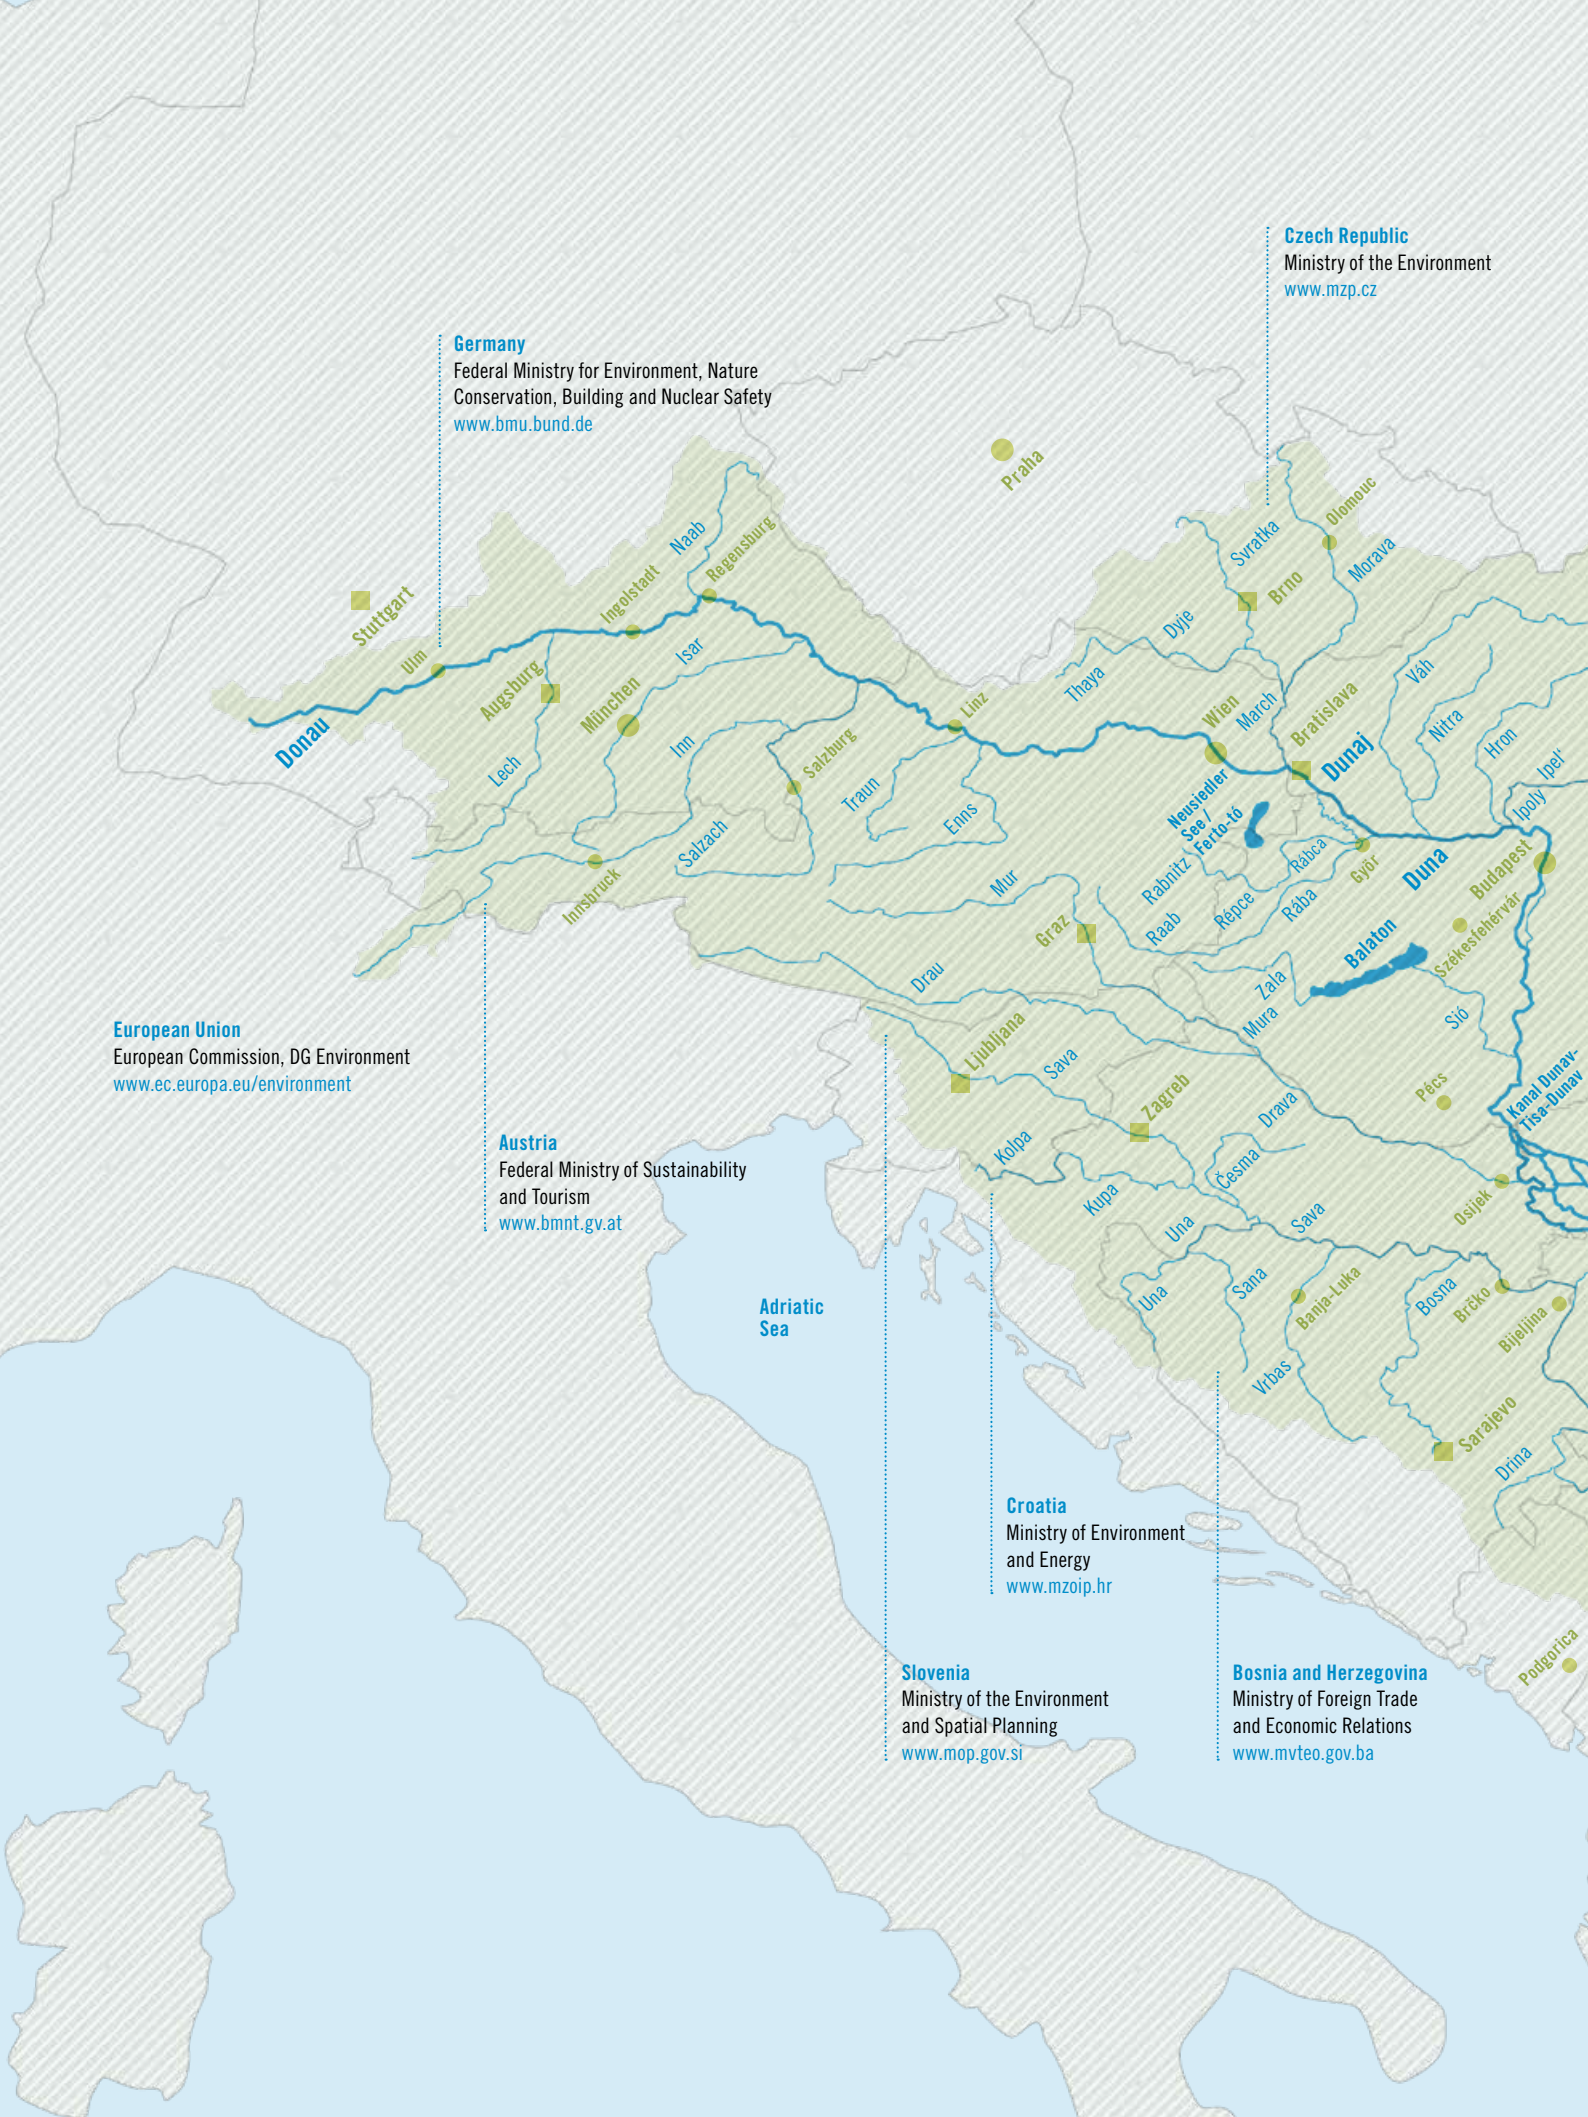 Czech Republic
Ministry of the Environment
www.mzp.cz
Germany
Federal Ministry for Environment, Nature
Conservation, Building and Nuclear Safety
www.bmu.bund.de
Praha
Olomouc
Svratka
Morava
Naab
Regensburg
Brno
Ingolstadt
Stuttgart
Dyje
Isar
Ulm
Augsburg
München
Thaya
Váh
Linz
Wien
March
Bratislava
Nitra
Donau
Inn
Salzburg
Hron
Dunaj
Ipel‘
Lech
Traun
Neusiedler
See /
Ferto-tó
Ipoly
Enns
Salzach
Rábca
Győr
Duna
Budapest
Innsbruck
Mur
Rabnitz
Répce
Rába
Graz
Raab
Balaton
Székesfehérvár
Drau
Zala
Mura
Sió
European Union
European Commission, DG Environment
www.ec.europa.eu/environment
Ljubljana
Sava
Zagreb
Drava
Pécs
Kanal Dunav-
Tisa-Dunav
Austria
Federal Ministry of Sustainability
and Tourism
www.bmnt.gv.at
Kolpa
Česma
Kupa
Una
Sava
Osijek
Una
Sana
Banja-Luka
Bosna
Brčko
Bijeljina
Adriatic
Sea
Vrbas
Sarajevo
Drina
Croatia
Ministry of Environment
and Energy
www.mzoip.hr
Slovenia
Ministry of the Environment
and Spatial Planning
www.mop.gov.si
Bosnia and Herzegovina
Ministry of Foreign Trade
and Economic Relations
www.mvteo.gov.ba
Podgorica